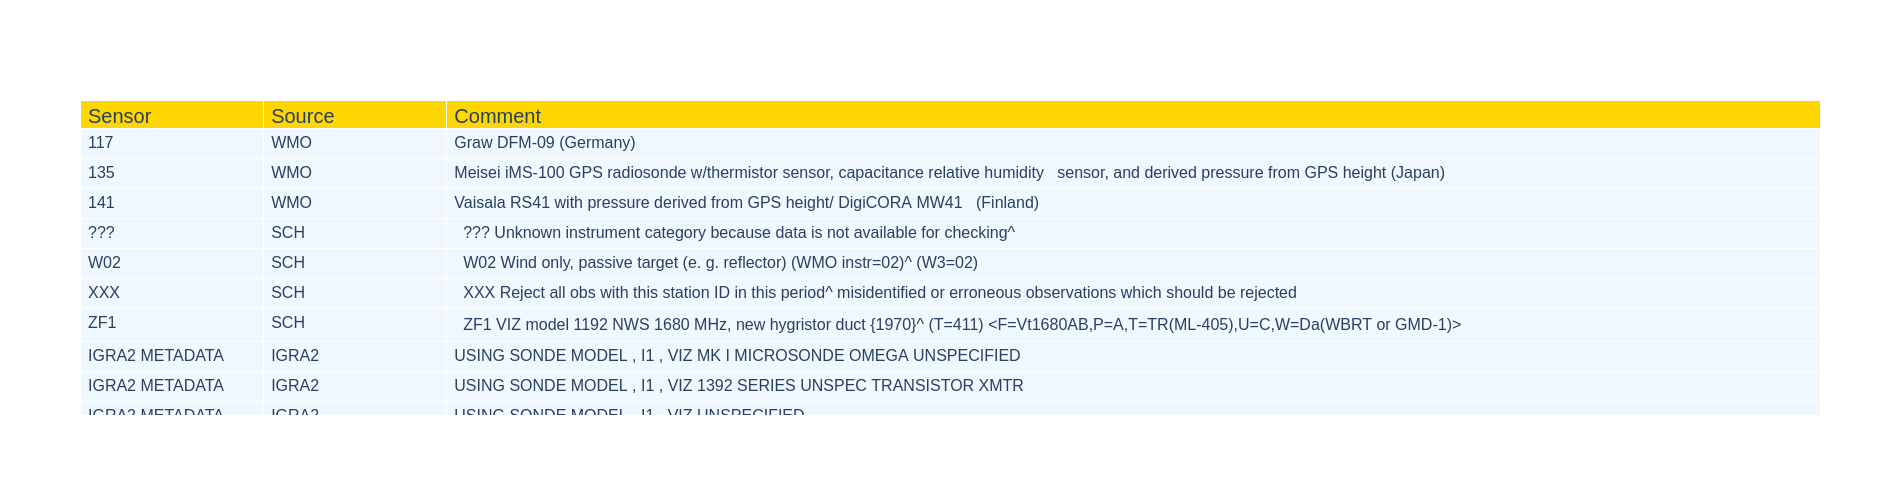 Sensor Source Comment
117 WMO Graw DFM-09 (Germany)
135 WMO Meisei iMS-100 GPS radiosonde w/thermistor sensor, capacitance relative humidity   sensor, and derived pressure from GPS height (Japan)
141 WMO Vaisala RS41 with pressure derived from GPS height/ DigiCORA MW41   (Finland)
??? SCH ??? Unknown instrument category because data is not available for checking^
W02 SCH W02 Wind only, passive target (e. g. reflector) (WMO instr=02)^ (W3=02)
XXX SCH XXX Reject all obs with this station ID in this period^ misidentified or erroneous observations which should be rejected
ZF1 SCH ZF1 VIZ model 1192 NWS 1680 MHz, new hygristor duct {1970}^ (T=411) <F=Vt1680AB,P=A,T=TR(ML-405),U=C,W=Da(WBRT or GMD-1)>
IGRA2 METADATA IGRA2 USING SONDE MODEL , I1 , VIZ MK I MICROSONDE OMEGA UNSPECIFIED
IGRA2 METADATA IGRA2 USING SONDE MODEL , I1 , VIZ 1392 SERIES UNSPEC TRANSISTOR XMTR
IGRA2 METADATA IGRA2 USING SONDE MODEL , I1 , VIZ UNSPECIFIED